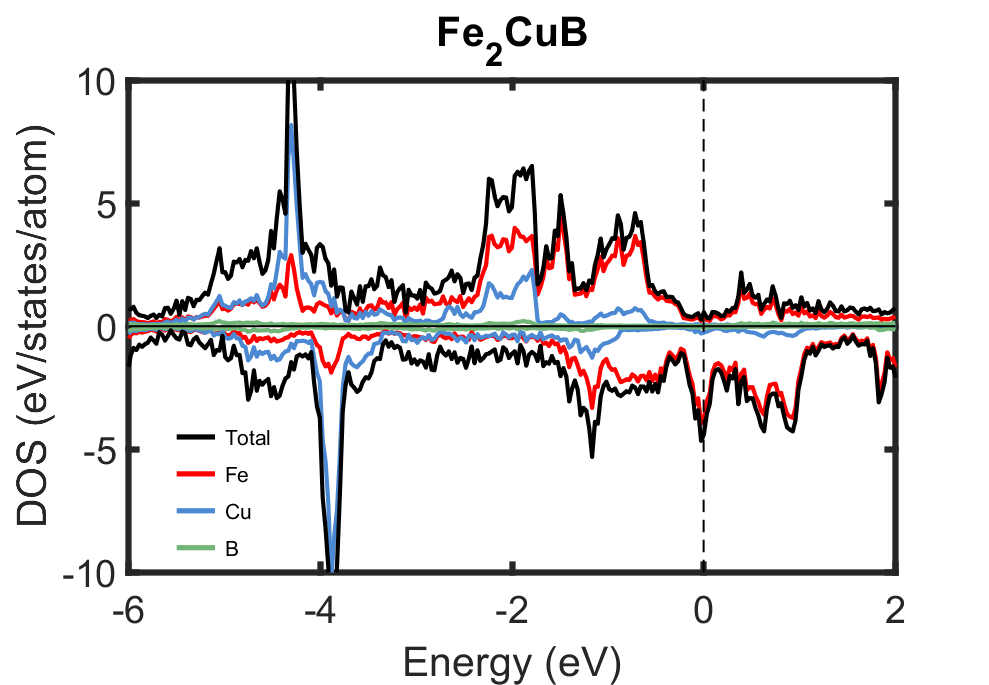 Fe₂CuB
DOS (eV/states/atom)
10
5
0
-5
-10
Total
Fe
Cu
B
-6 -4 -2 0 2
Energy (eV)